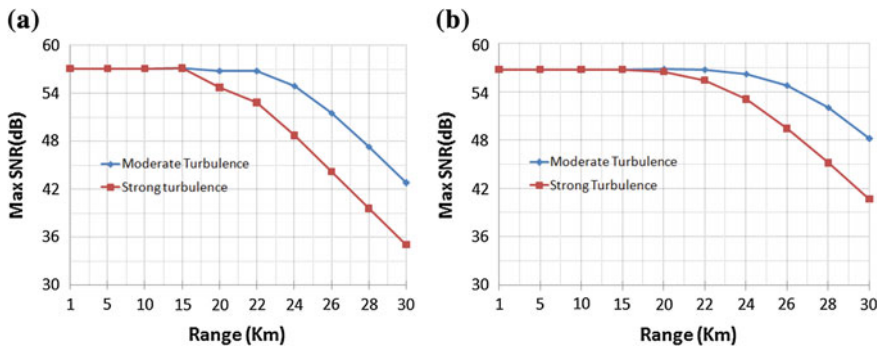 (a)
Max SNR(dB)
60
54
48
42
36
30
Moderate Turbulence
Strong turbulence
1 5 10 15 20 22 24 26 28 30
Range (Km)
(b)
Max SNR(dB)
60
54
48
42
36
30
Moderate Turbulence
Strong Turbulence
1 5 10 15 20 22 24 26 28 30
Range (Km)